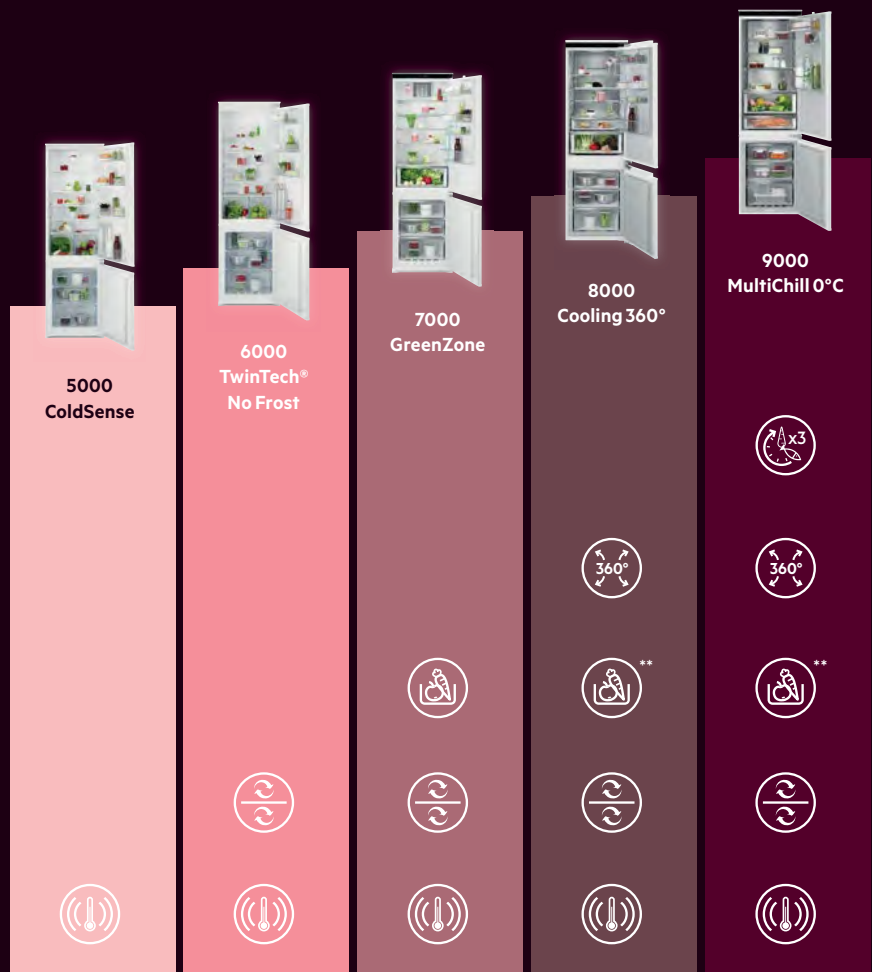 5000
ColdSense
6000
TwinTech®
No Frost
7000
GreenZone
8000
Cooling 360°
9000
MultiChill 0°C
x3
360°
360°
**
**